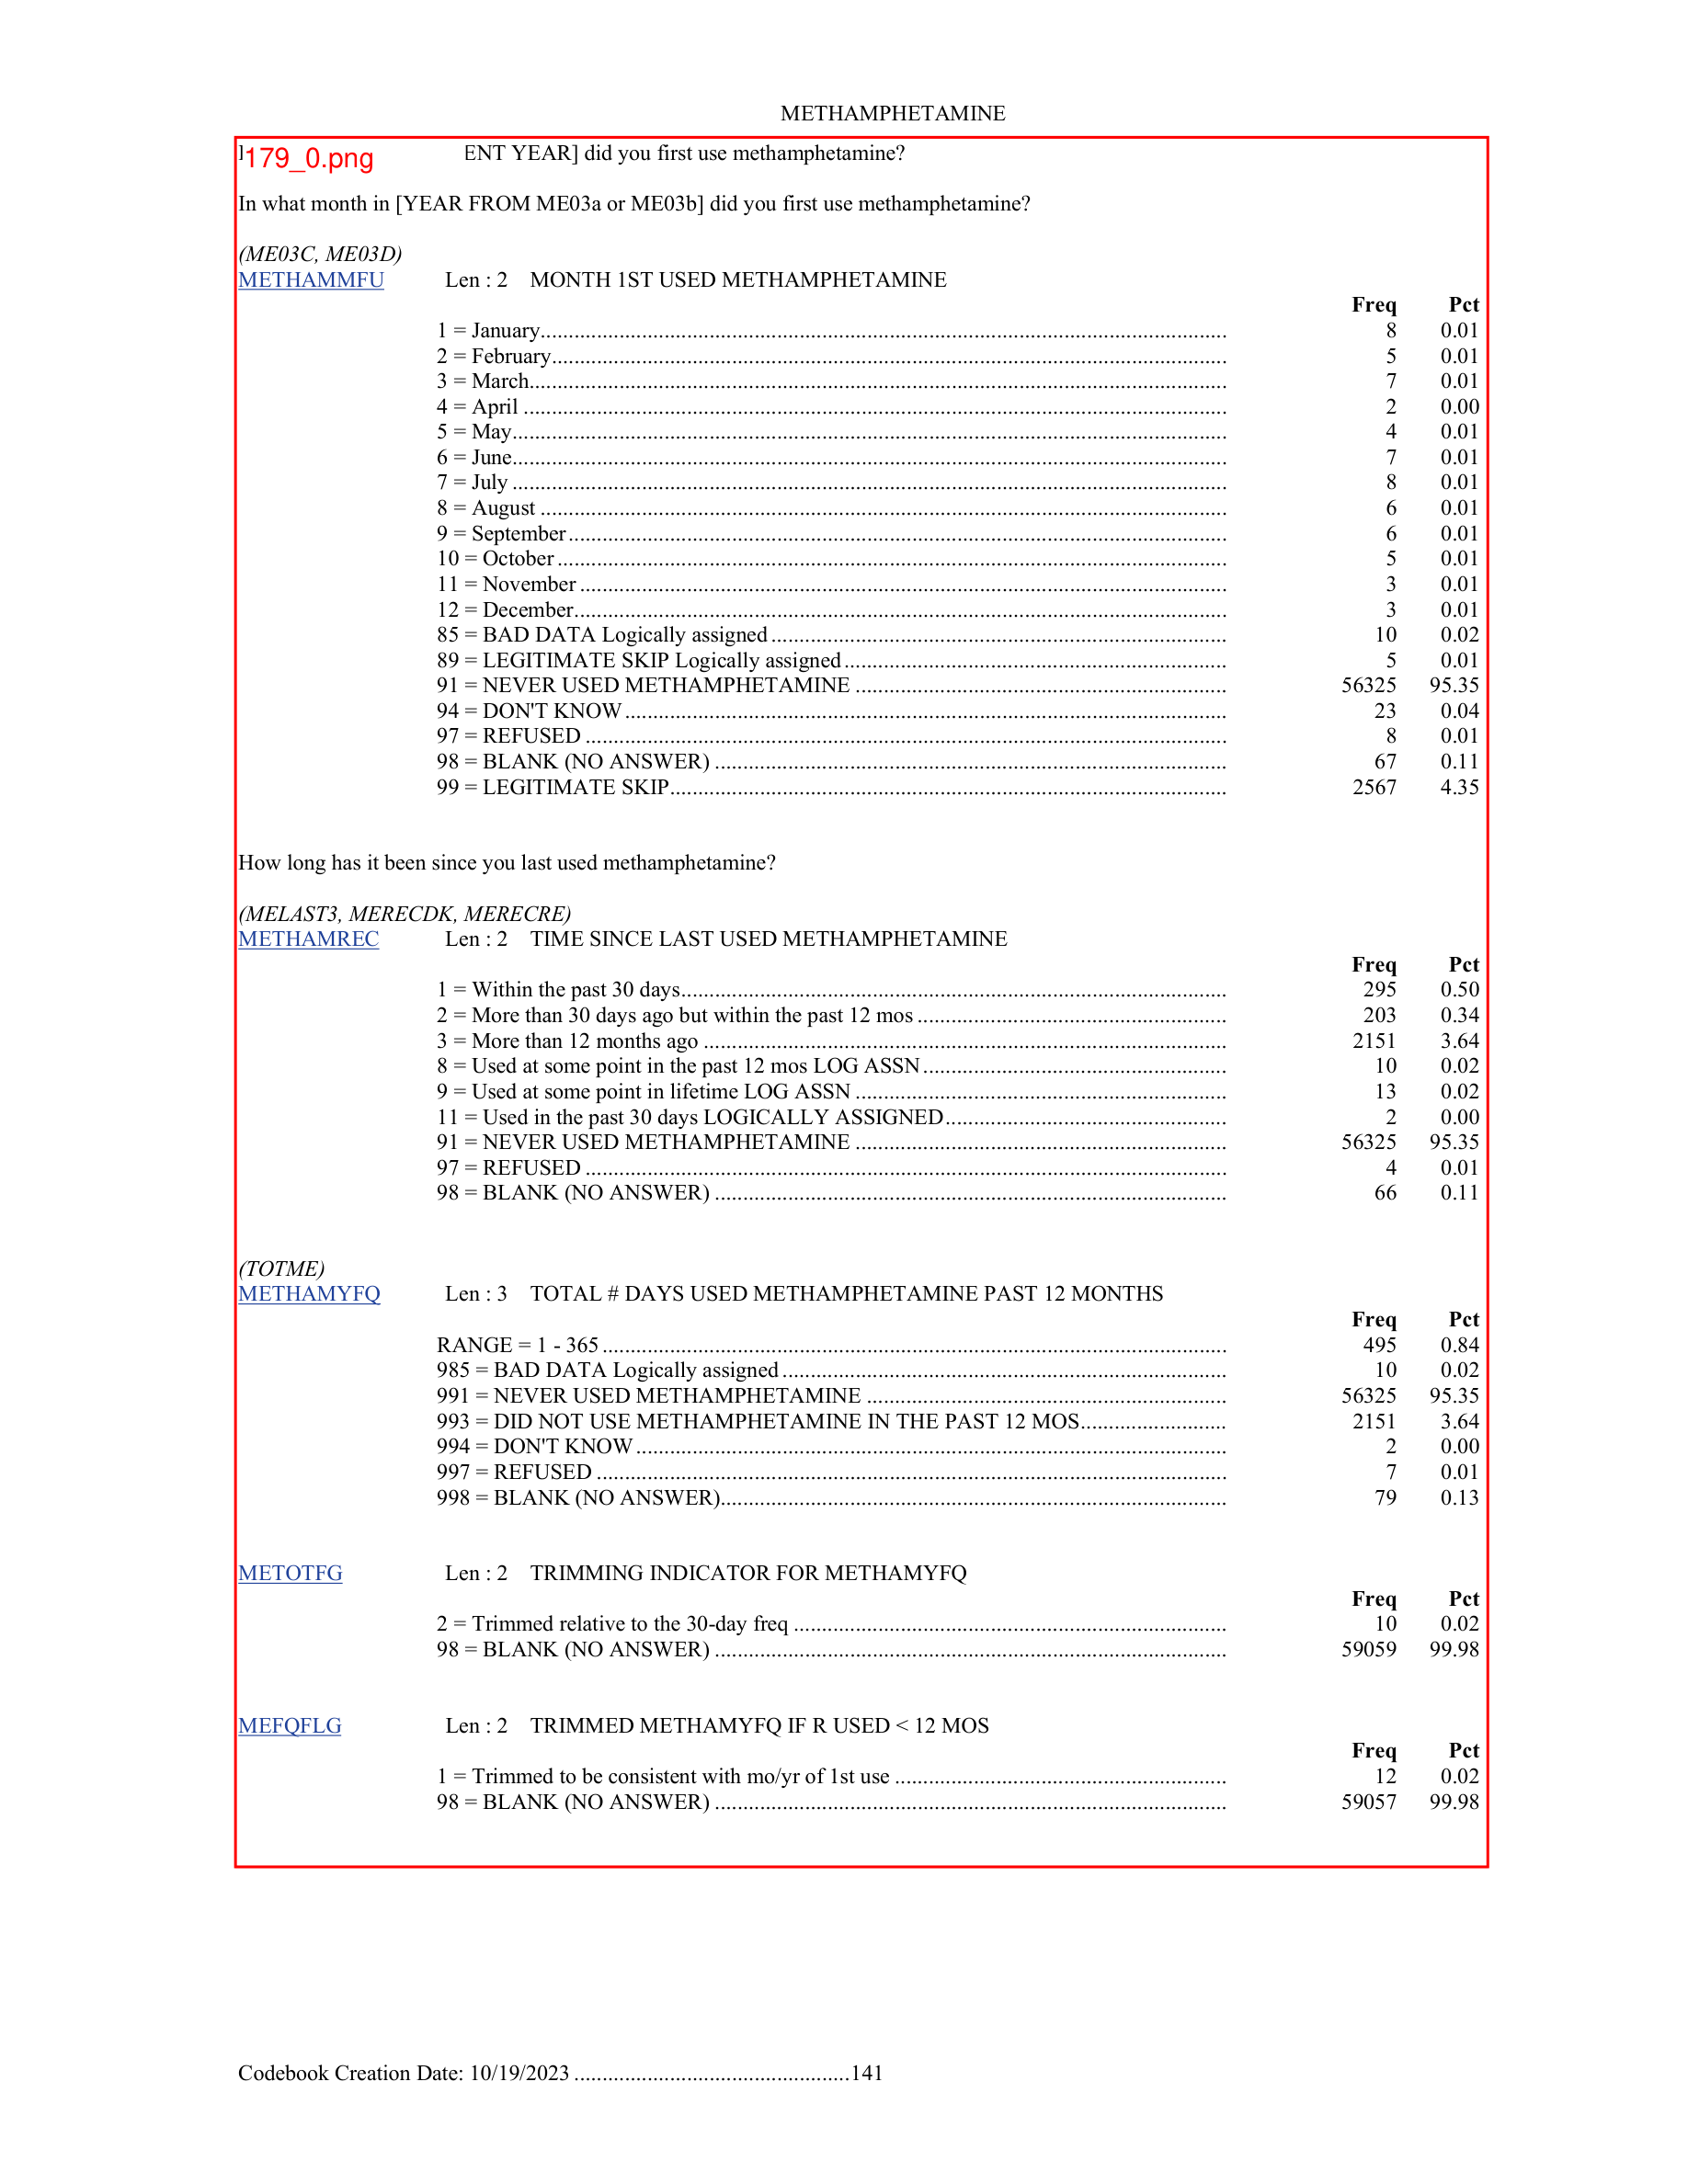 METHAMPHETAMINE
179_0.png ENT YEAR] did you first use methamphetamine?
In what month in [YEAR FROM ME03a or ME03b] did you first use methamphetamine?
(ME03C, ME03D)
METHAMMFU Len : 2 MONTH 1ST USED METHAMPHETAMINE
Freq Pct
1 = January 8 0.01
2 = February 5 0.01
3 = March 7 0.01
4 = April 2 0.00
5 = May 4 0.01
6 = June 7 0.01
7 = July 8 0.01
8 = August 6 0.01
9 = September 6 0.01
10 = October 5 0.01
11 = November 3 0.01
12 = December 3 0.01
85 = BAD DATA Logically assigned 10 0.02
89 = LEGITIMATE SKIP Logically assigned 5 0.01
91 = NEVER USED METHAMPHETAMINE 56325 95.35
94 = DON'T KNOW 23 0.04
97 = REFUSED 8 0.01
98 = BLANK (NO ANSWER) 67 0.11
99 = LEGITIMATE SKIP 2567 4.35
How long has it been since you last used methamphetamine?
(MELAST3, MERECDK, MERECRE)
METHAMREC Len : 2 TIME SINCE LAST USED METHAMPHETAMINE
Freq Pct
1 = Within the past 30 days 295 0.50
2 = More than 30 days ago but within the past 12 mos 203 0.34
3 = More than 12 months ago 2151 3.64
8 = Used at some point in the past 12 mos LOG ASSN 10 0.02
9 = Used at some point in lifetime LOG ASSN 13 0.02
11 = Used in the past 30 days LOGICALLY ASSIGNED 2 0.00
91 = NEVER USED METHAMPHETAMINE 56325 95.35
97 = REFUSED 4 0.01
98 = BLANK (NO ANSWER) 66 0.11
(TOTME)
METHAMYFQ Len : 3 TOTAL # DAYS USED METHAMPHETAMINE PAST 12 MONTHS
Freq Pct
RANGE = 1 - 365 495 0.84
985 = BAD DATA Logically assigned 10 0.02
991 = NEVER USED METHAMPHETAMINE 56325 95.35
993 = DID NOT USE METHAMPHETAMINE IN THE PAST 12 MOS 2151 3.64
994 = DON'T KNOW 2 0.00
997 = REFUSED 7 0.01
998 = BLANK (NO ANSWER) 79 0.13
METOTFG Len : 2 TRIMMING INDICATOR FOR METHAMYFQ
Freq Pct
2 = Trimmed relative to the 30-day freq 10 0.02
98 = BLANK (NO ANSWER) 59059 99.98
MEFQFLG Len : 2 TRIMMED METHAMYFQ IF R USED < 12 MOS
Freq Pct
1 = Trimmed to be consistent with mo/yr of 1st use 12 0.02
98 = BLANK (NO ANSWER) 59057 99.98
Codebook Creation Date: 10/19/2023 141